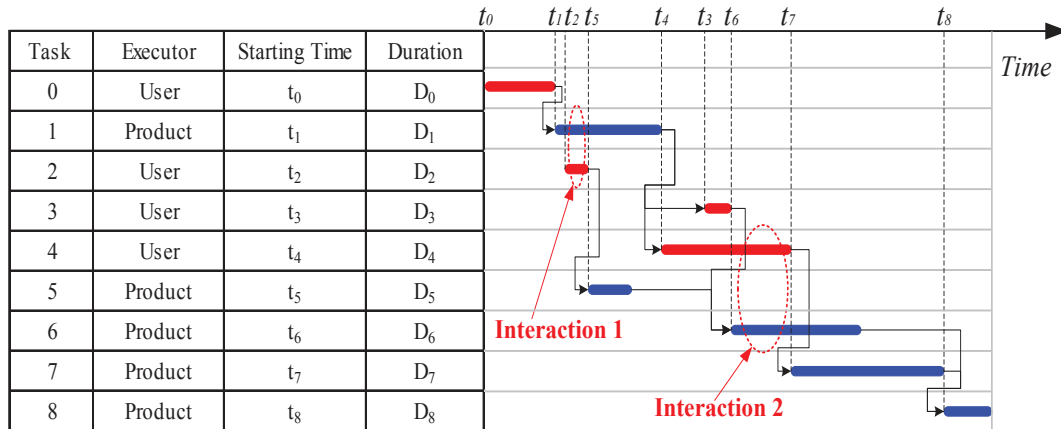 t0 t1 t2 t5 t4 t3 t6 t7 t8
Time
Task Executor Starting Time Duration
0 User t0 D0
1 Product t1 D1
2 User t2 D2
3 User t3 D3
4 User t4 D4
5 Product t5 D5
6 Product t6 D6
7 Product t7 D7
8 Product t8 D8
Interaction 1
Interaction 2